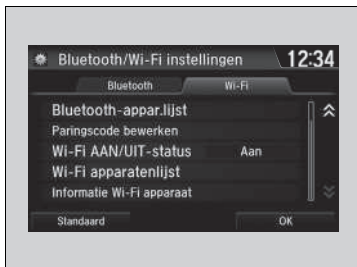 Bluetooth/Wi-Fi instellingen 12:34
Bluetooth Wi-Fi
Bluetooth-appar.lijst
Paringscode bewerken
Wi-Fi AAN/UIT-status Aan
Wi-Fi apparatenlijst
Informatie Wi-Fi apparaat
Standaard OK